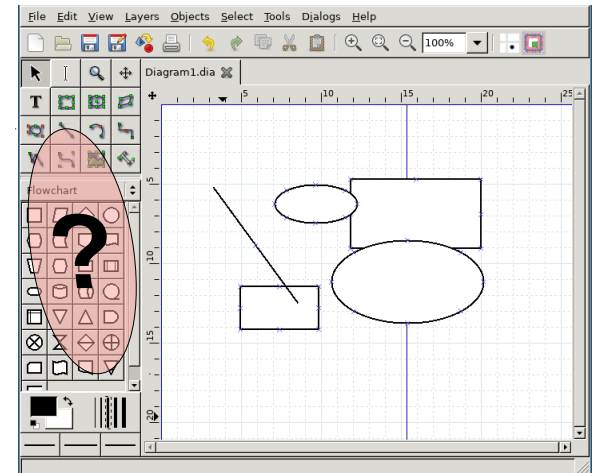 File Edit View Layers Objects Select Tools Dialogs Help
100%
Diagram1.dia
T
5 10 15 20 25
Flowchart
?
5
10
15
20